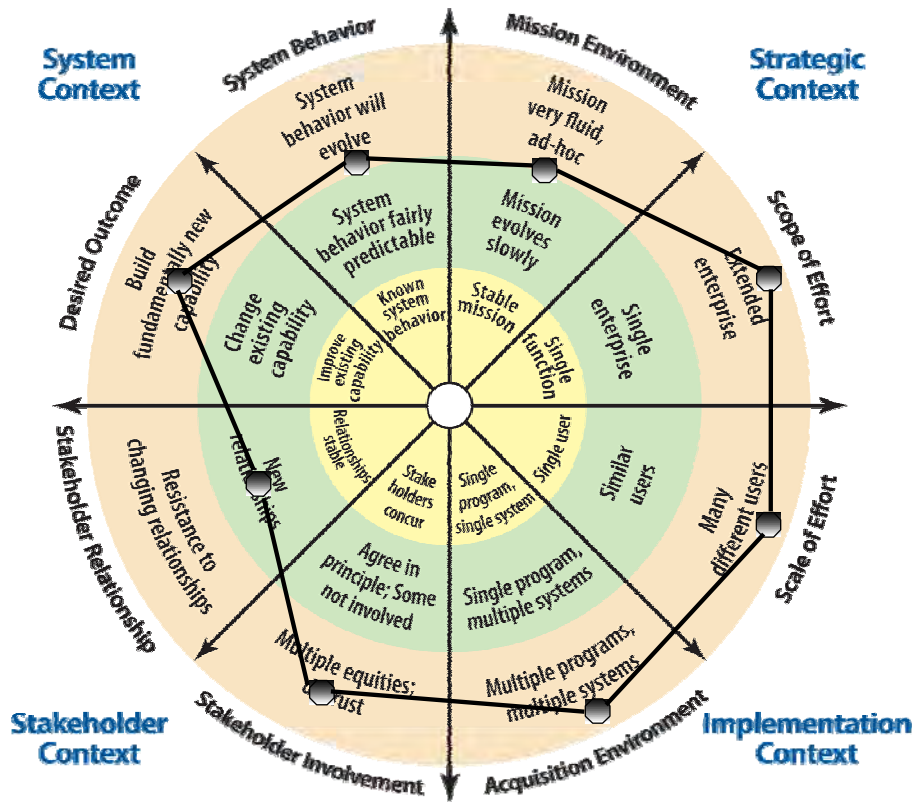 System Behavior
Mission Environment
System
Context
Strategic
Context
System
behavior will
evolve
Mission
very fluid,
ad-hoc
Desired Outcome
Scope of Effort
Build
fundamentally new
capability
System
behavior fairly
predictable
Mission
evolves
slowly
Extended
enterprise
Change
existing
capability
Known
system
behavior
Stable
mission
Single
enterprise
Improve
existing
capability
Single
function
Stakeholder Relationship
Scale of Effort
Resistance to
changing relationships
New
Relationships
stable
Single user
Similar
users
Many
different users
Stake
holders
concur
Single
program,
single system
Agree in
principle; Some
not involved
Single program,
multiple systems
Multiple equities;
Multiple programs,
multiple systems
Stakeholder
Context
Stakeholder Involvement
Acquisition Environment
Implementation
Context